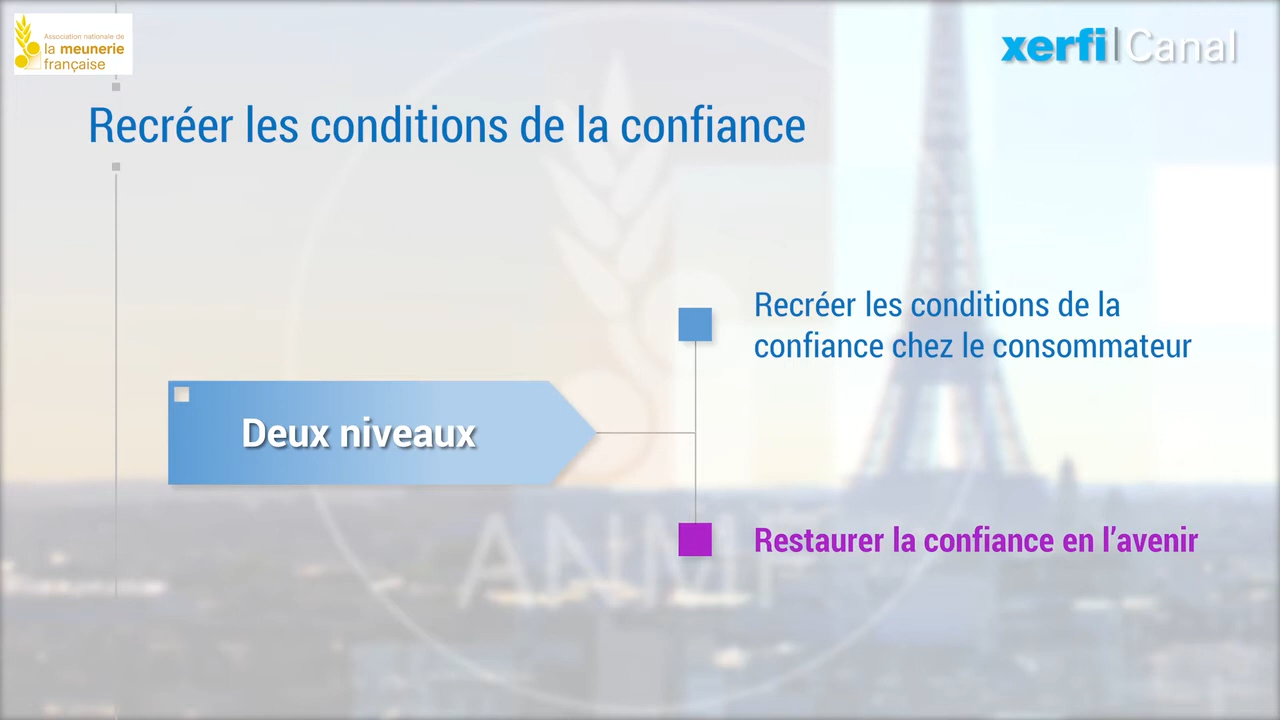 Association nationale de
la meunerie
française
xerfi Canal
Recréer les conditions de la confiance
Recréer les conditions de la
confiance chez le consommateur
Deux niveaux
Restaurer la confiance en l’avenir
ANMF